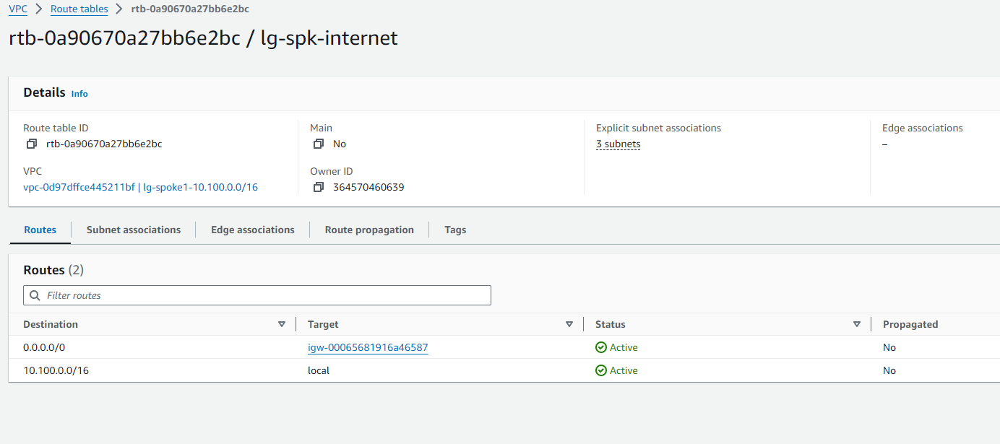 VPC > Route tables > rtb-0a90670a27bb6e2bc
rtb-0a90670a27bb6e2bc / lg-spk-internet
Details Info
Route table ID
rtb-0a90670a27bb6e2bc
Main
No
Explicit subnet associations
3 subnets
Edge associations
–
VPC
vpc-0d97dffce445211bf | lg-spoke1-10.100.0.0/16
Owner ID
364570460639
Routes Subnet associations Edge associations Route propagation Tags
Routes (2)
Filter routes
Destination Target Status Propagated
0.0.0.0/0 igw-00065681916a46587 Active No
10.100.0.0/16 local Active No